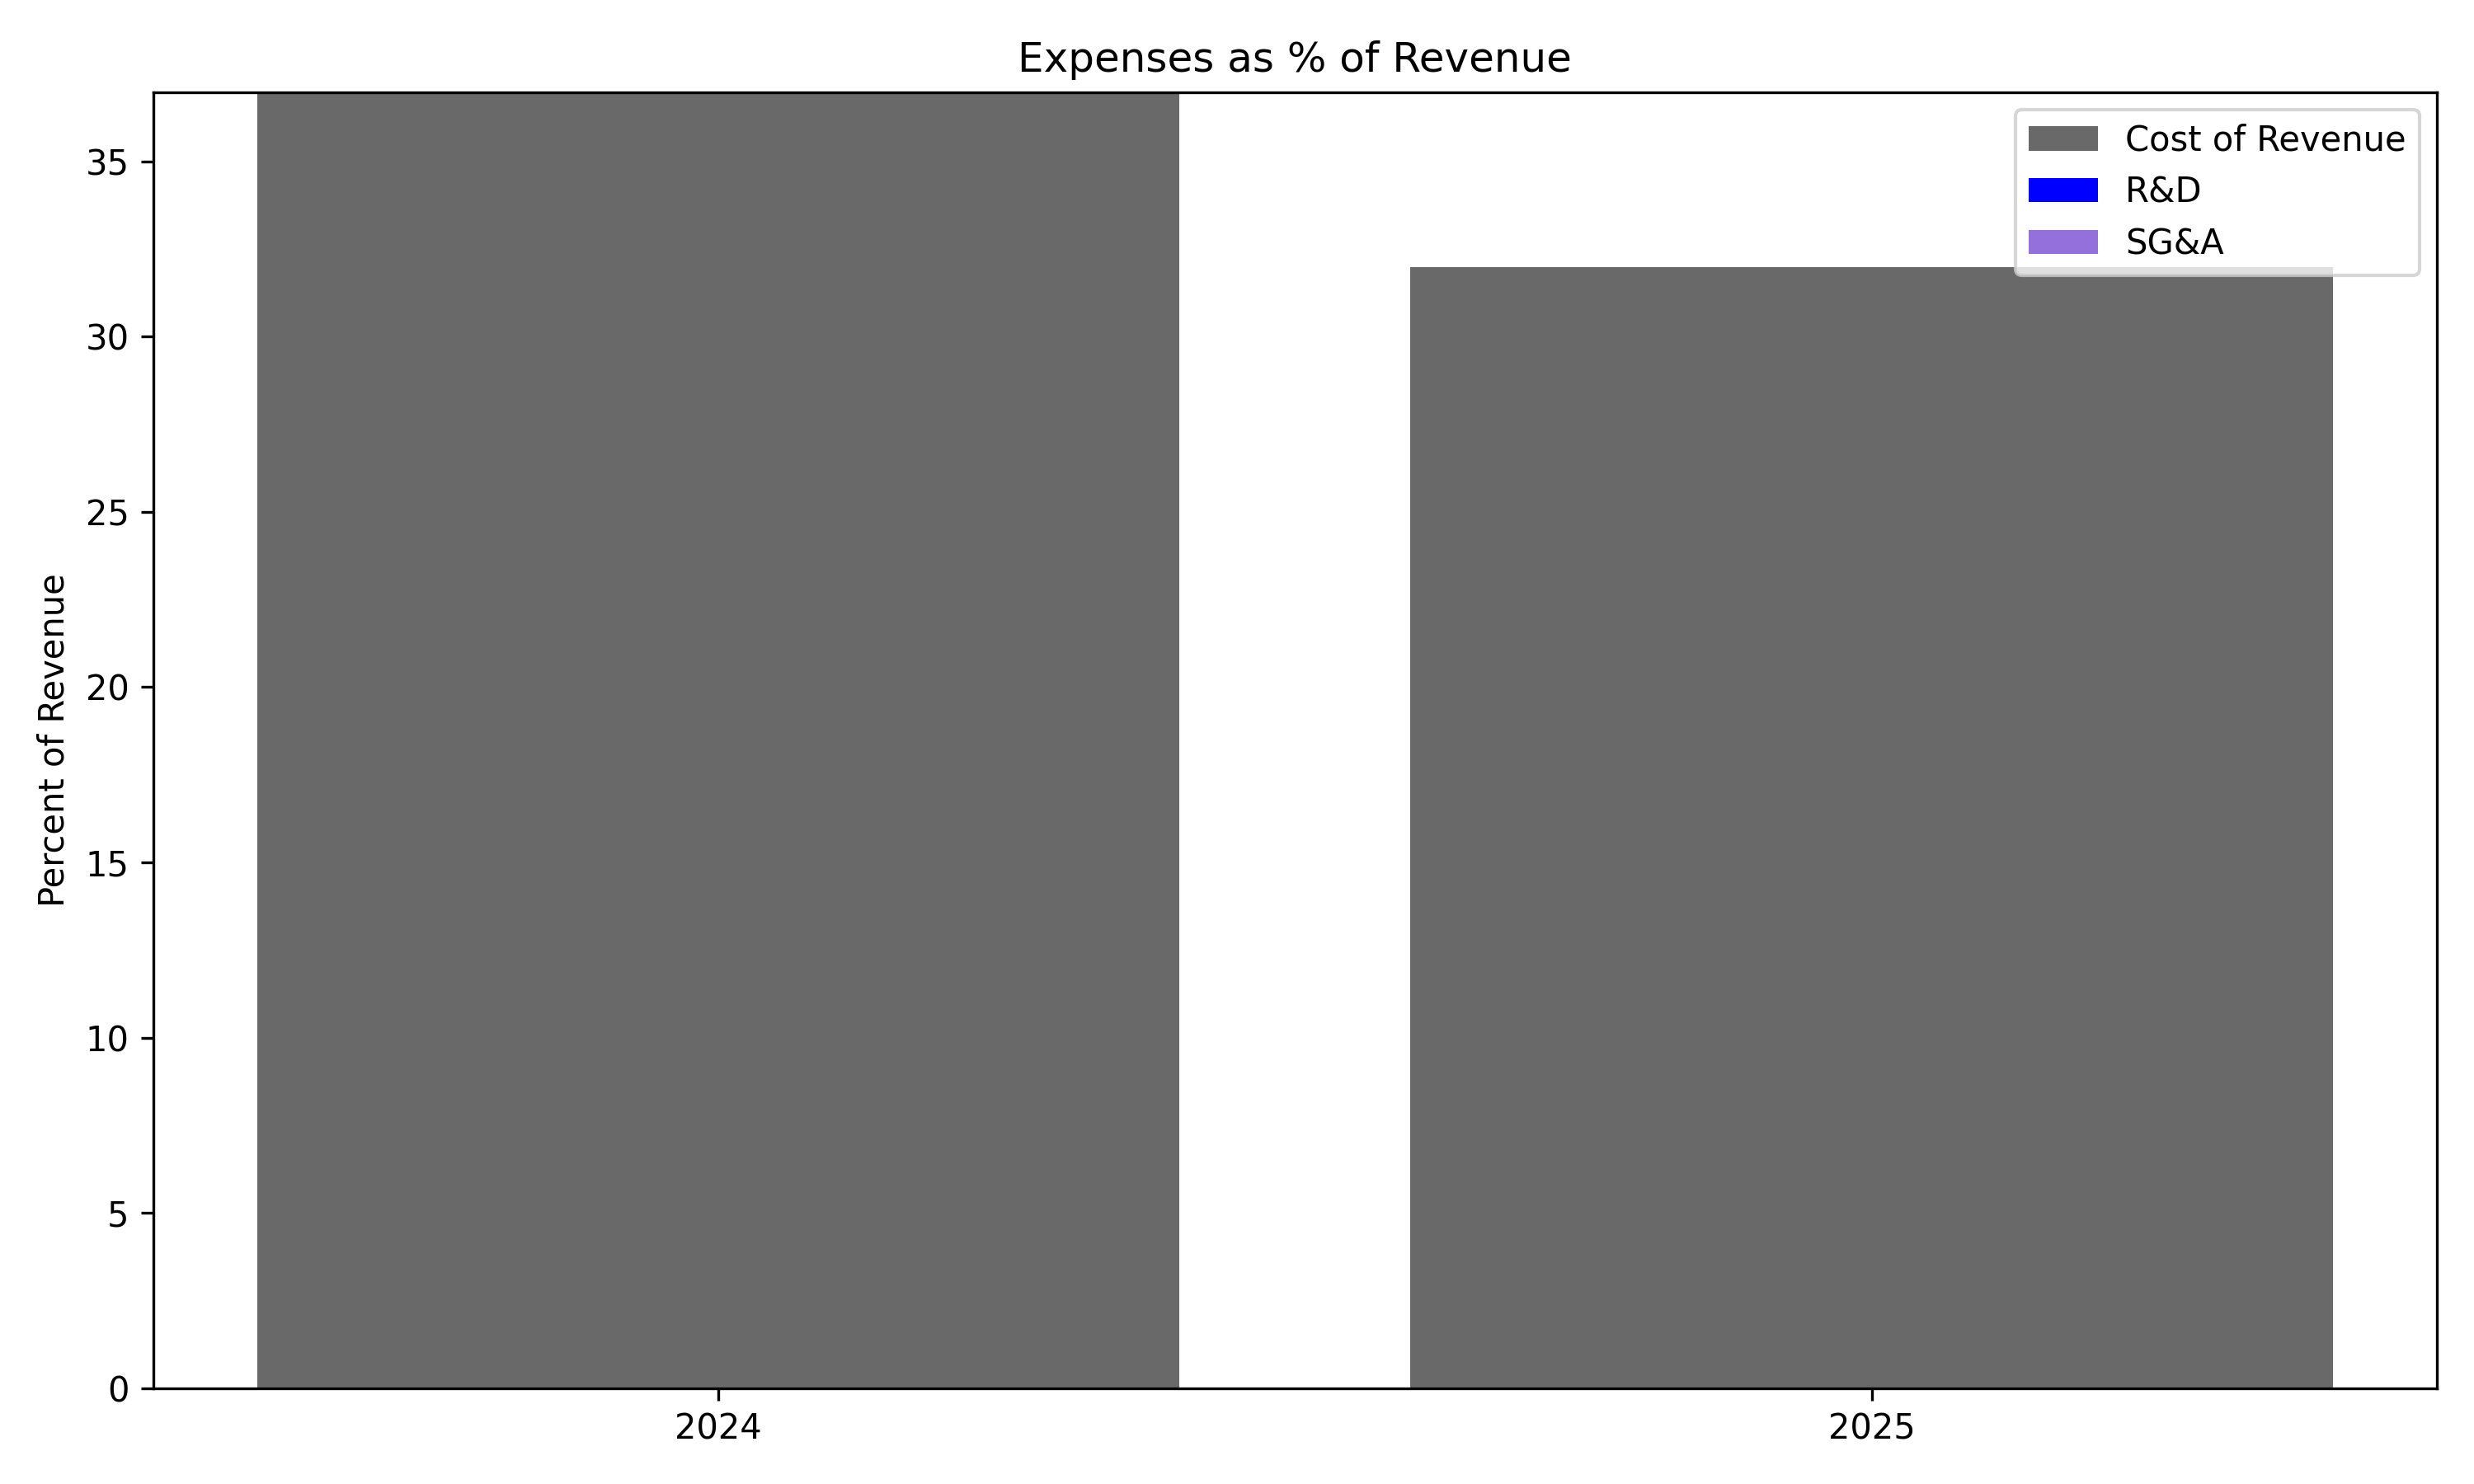 Expenses as % of Revenue
Cost of Revenue
R&D
SG&A
Percent of Revenue
35
30
25
20
15
10
5
0
2024
2025